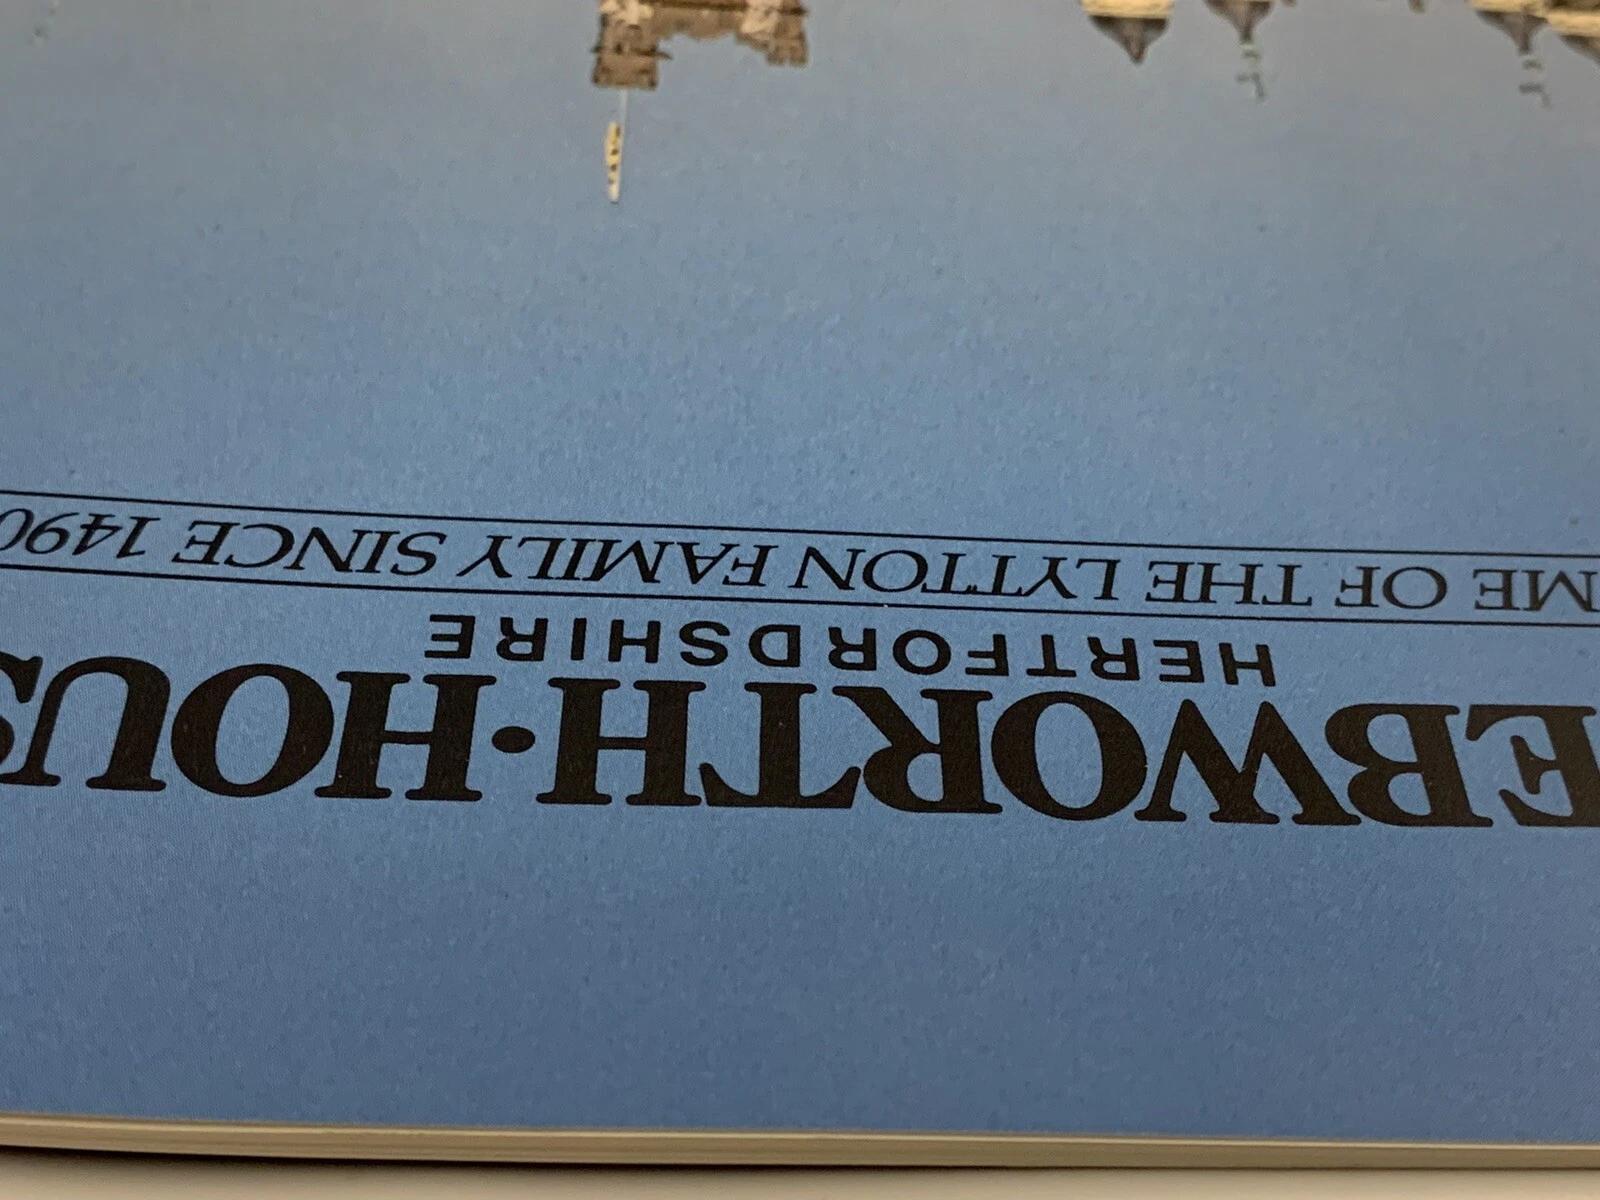 EBWORTH·HOUS
HERTFORDSHIRE
ME OF THE LYTTON FAMILY SINCE 1490